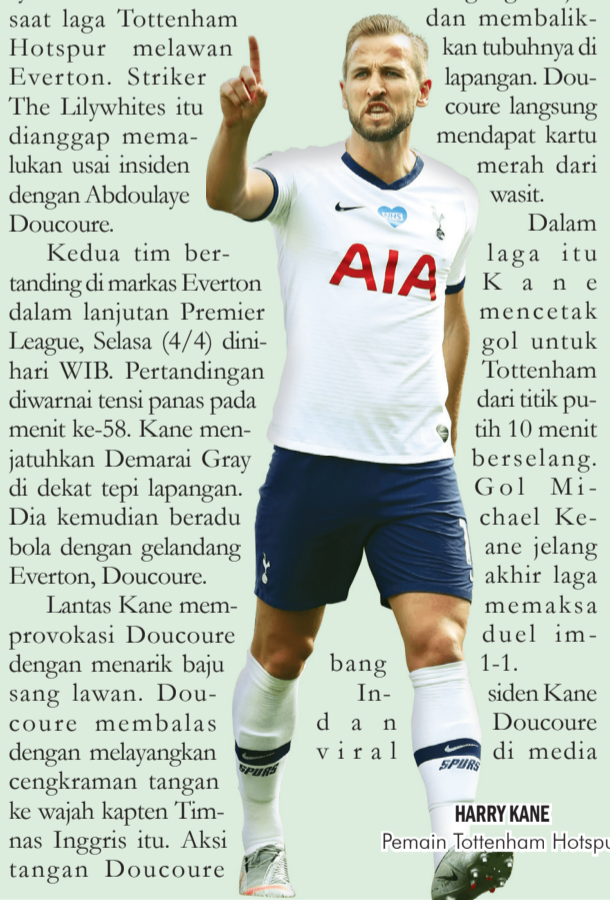 saat laga Tottenham
Hotspur melawan
Everton. Striker
The Lilywhites itu
dianggap mema-
lukan usai insiden
dengan Abdoulaye
Doucoure.
Kedua tim ber-
tanding di markas Everton
dalam lanjutan Premier
League, Selasa (4/4) dini-
hari WIB. Pertandingan
diwarnai tensi panas pada
menit ke-58. Kane men-
jatuhkan Demarai Gray
di dekat tepi lapangan.
Dia kemudian beradu
bola dengan gelandang
Everton, Doucoure.
Lantas Kane mem-
provokasi Doucoure
dengan menarik baju
sang lawan. Dou-
coure membalas
dengan melayangkan
cengkraman tangan
ke wajah kapten Tim-
nas Inggris itu. Aksi
tangan Doucoure
dan membalik-
kan tubuhnya di
lapangan. Dou-
coure langsung
mendapat kartu
merah dari
wasit.
Dalam
laga itu
Kane
mencetak
gol untuk
Tottenham
dari titik pu-
tih 10 menit
berselang.
Gol Mi-
chael Ke-
ane jelang
akhir laga
memaksa
duel im-
bang 1-1.
In- siden Kane
dan Doucoure
viral di media
SPURS
AIA
SPURS
SPURS
HARRY KANE
Pemain Tottenham Hotspu